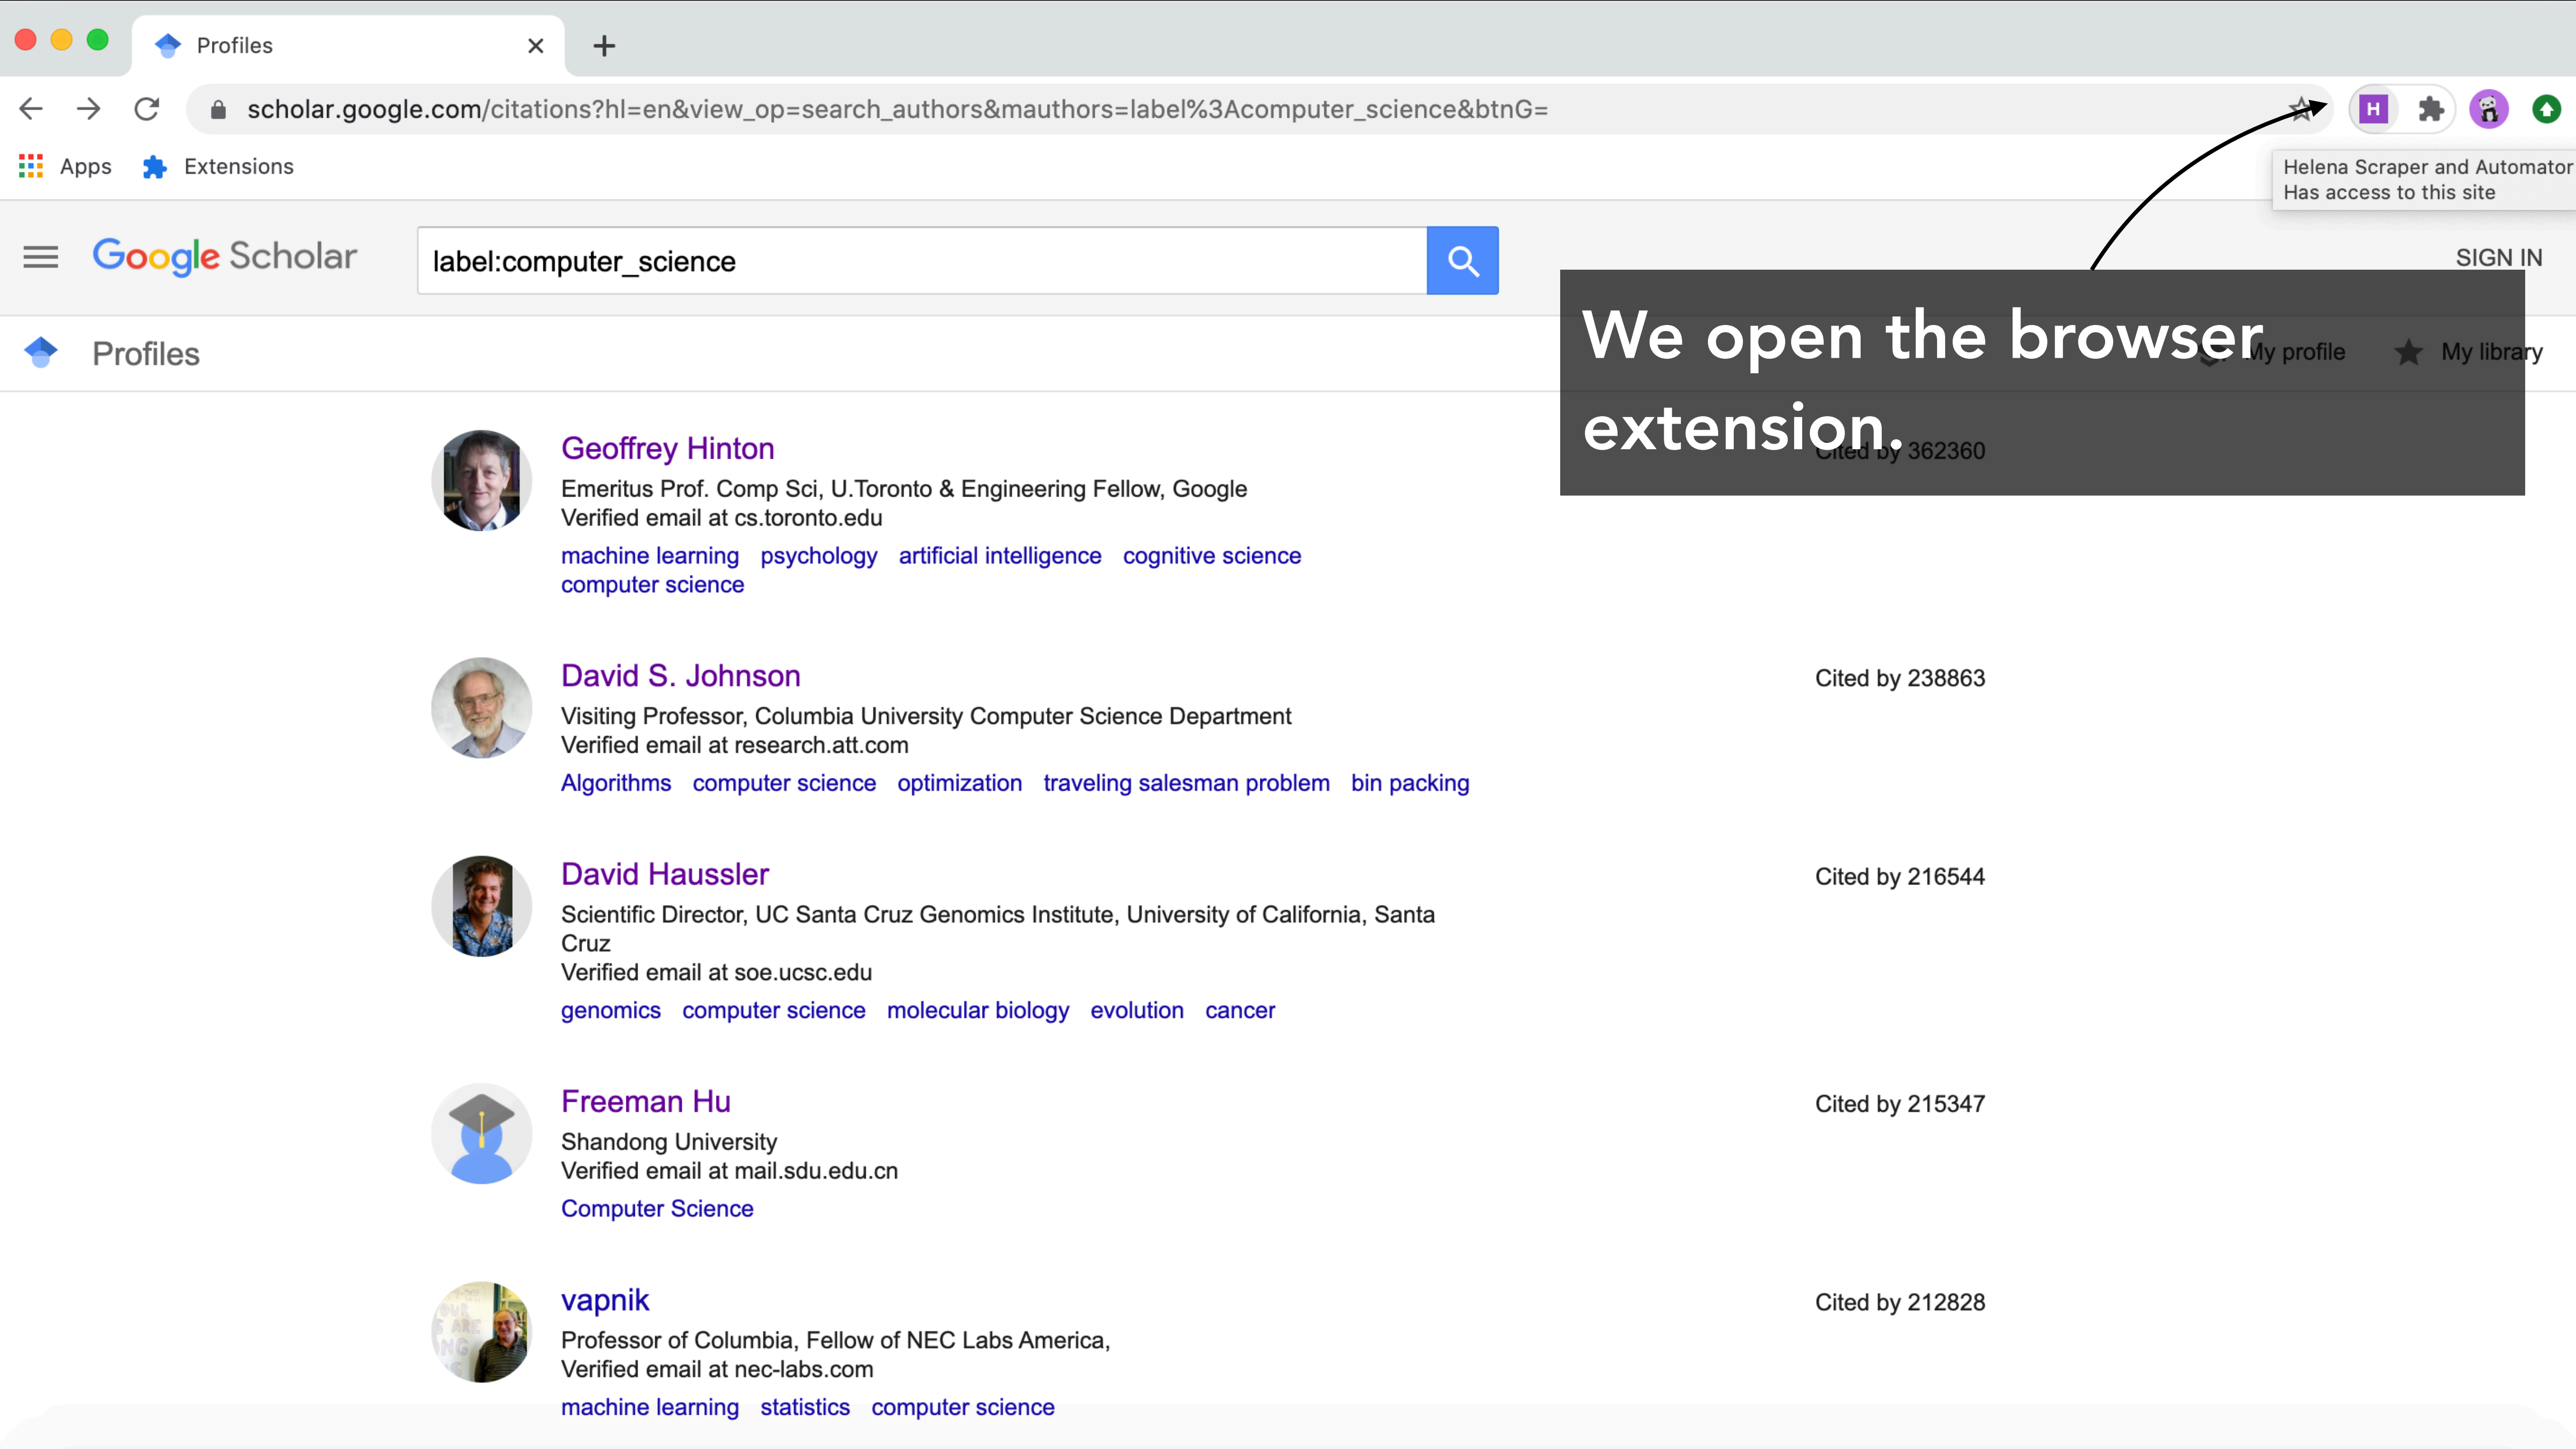 Profiles
scholar.google.com/citations?hl=en&view_op=search_authors&mauthors=label%3Acomputer_science&btnG=
H
Apps
Extensions
Helena Scraper and Automator
Has access to this site
Google Scholar
label:computer_science
SIGN IN
We open the browser
extension.
Profiles
My profile
My library
Geoffrey Hinton
Cited by 362360
Emeritus Prof. Comp Sci, U.Toronto & Engineering Fellow, Google
Verified email at cs.toronto.edu
machine learning psychology artificial intelligence cognitive science
computer science
David S. Johnson
Cited by 238863
Visiting Professor, Columbia University Computer Science Department
Verified email at research.att.com
Algorithms computer science optimization traveling salesman problem bin packing
David Haussler
Cited by 216544
Scientific Director, UC Santa Cruz Genomics Institute, University of California, Santa
Cruz
Verified email at soe.ucsc.edu
genomics computer science molecular biology evolution cancer
Freeman Hu
Cited by 215347
Shandong University
Verified email at mail.sdu.edu.cn
Computer Science
vapnik
Cited by 212828
Professor of Columbia, Fellow of NEC Labs America,
Verified email at nec-labs.com
machine learning statistics computer science